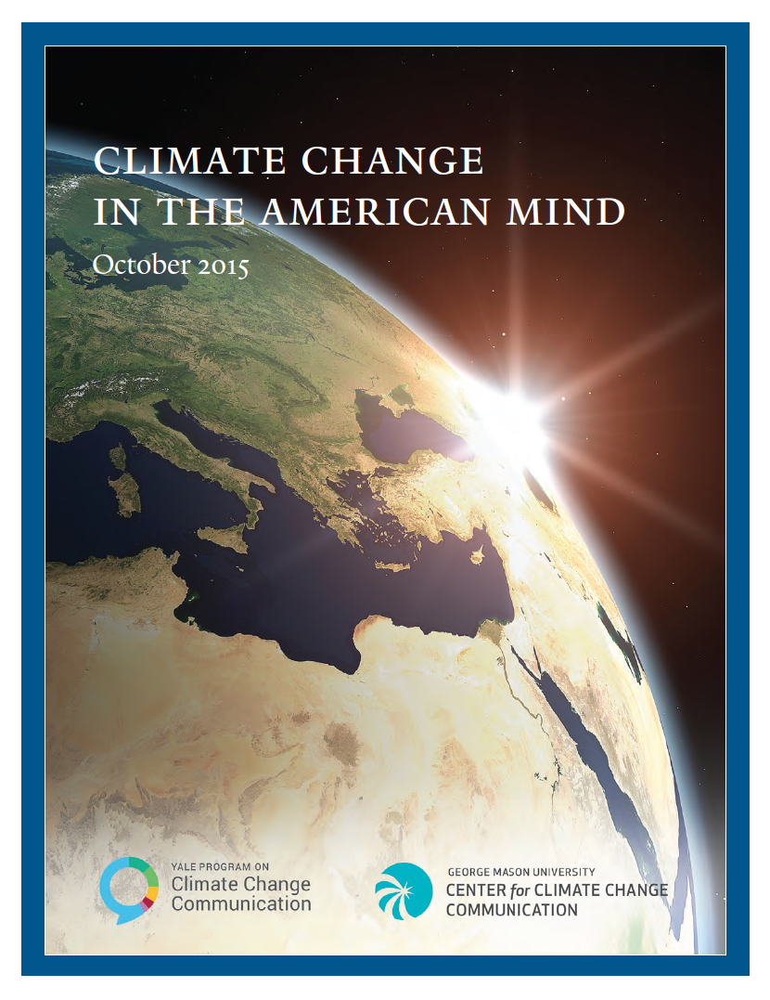 CLIMATE CHANGE
IN THE AMERICAN MIND
October 2015
YALE PROGRAM ON
Climate Change
Communication
GEORGE MASON UNIVERSITY
CENTER for CLIMATE CHANGE
COMMUNICATION